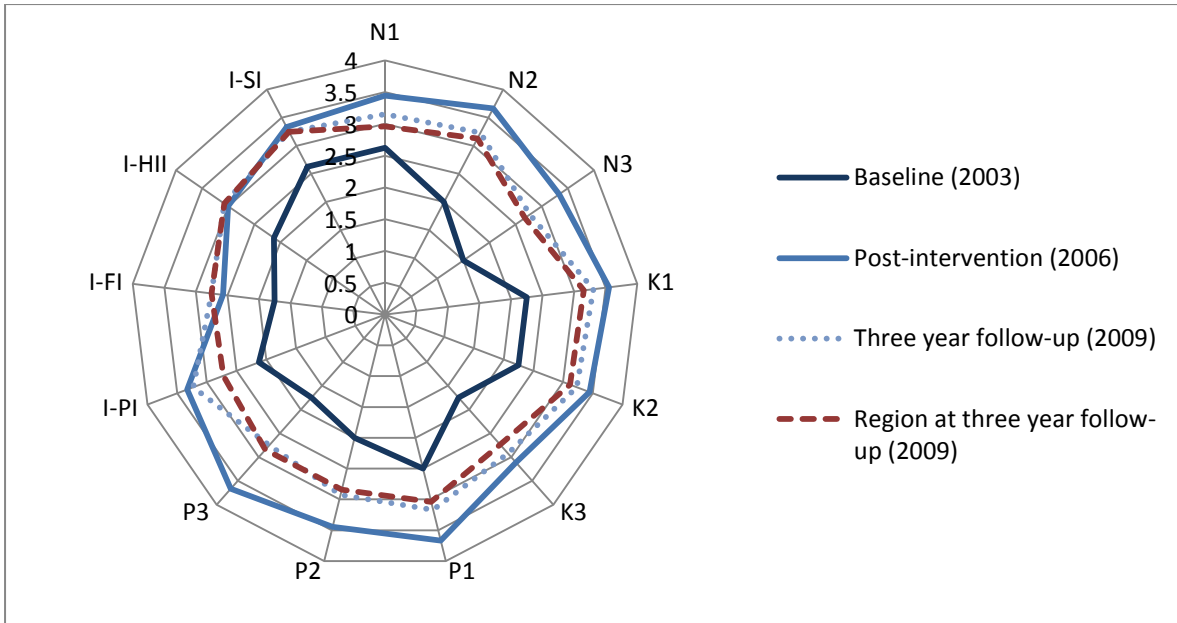 N1
N2
N3
K1
K2
K3
P1
P2
P3
I-PI
I-FI
I-HII
I-SI
4
3.5
3
2.5
2
1.5
1
0.5
0
Baseline (2003)
Post-intervention (2006)
Three year follow-up (2009)
Region at three year follow-
up (2009)